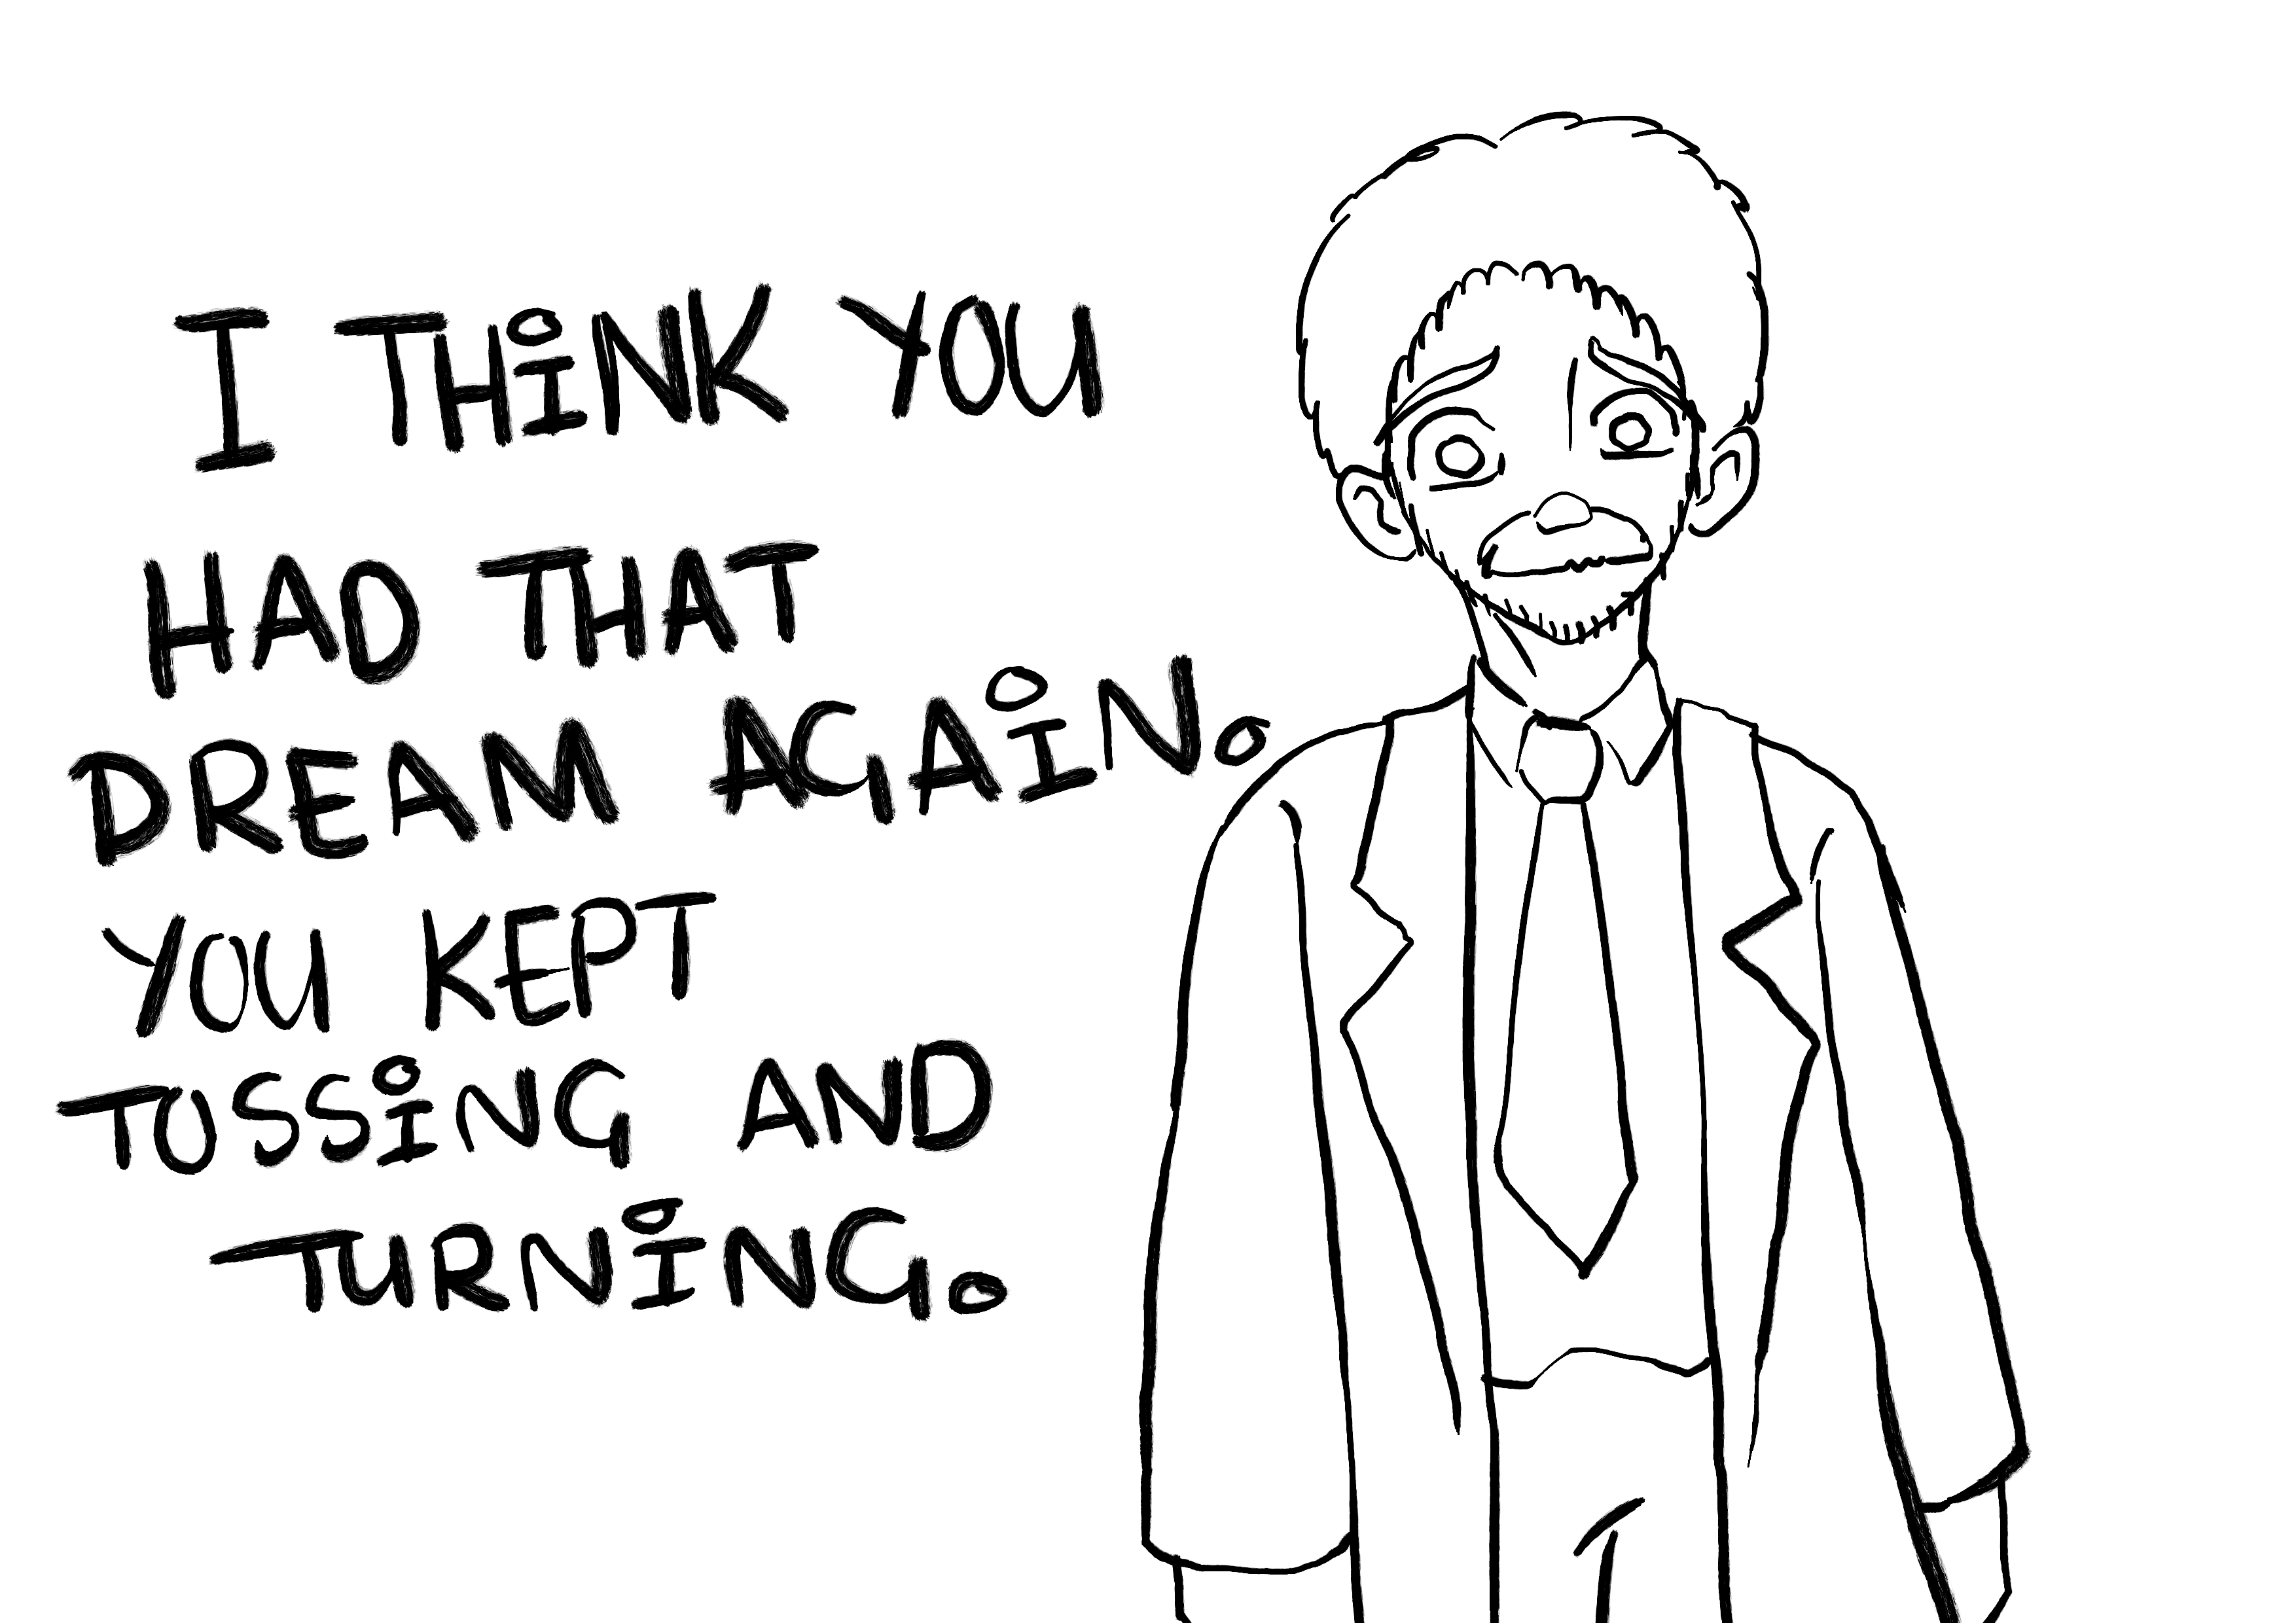 I THiNK YOU
HAD THAT
DREAM AGAiN.
YOU KEPT
TOSSiNG AND
TURNiNG.